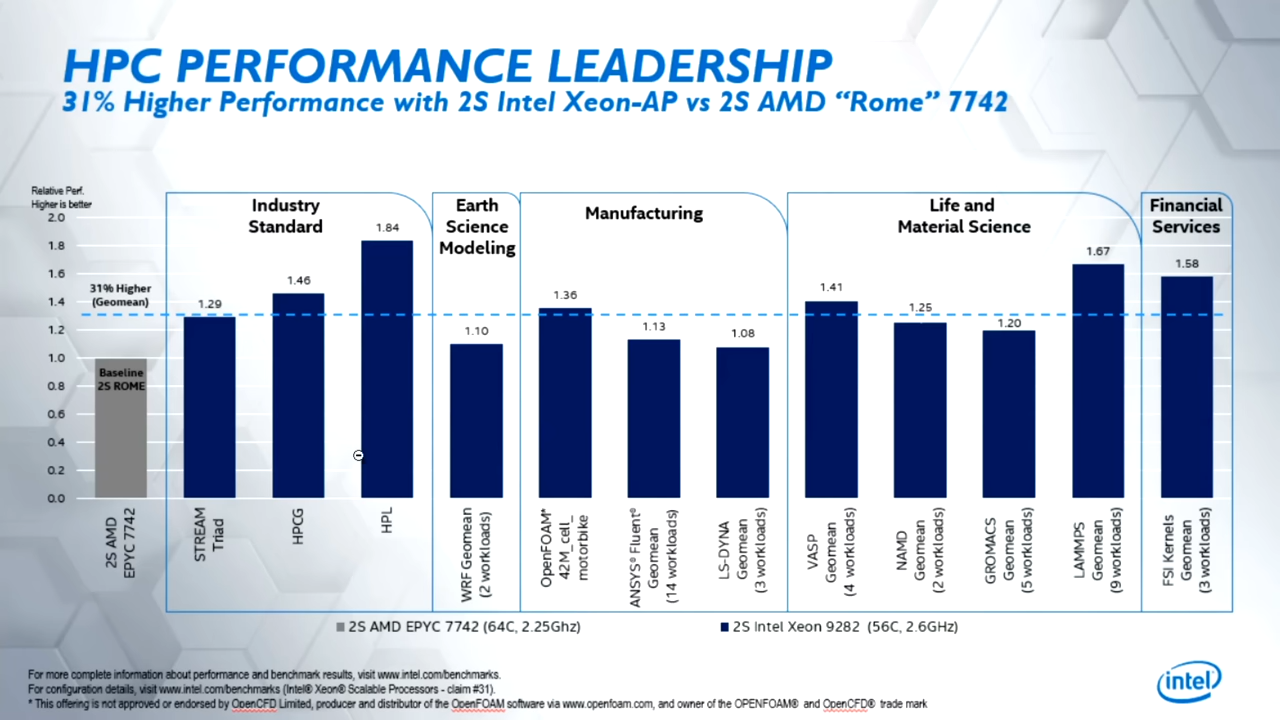 HPC PERFORMANCE LEADERSHIP
31% Higher Performance with 2S Intel Xeon-AP vs 2S AMD “Rome” 7742
Relative Perf.
Higher is better
2.0
1.8
1.6
1.4
1.2
1.0
0.8
0.6
0.4
0.2
0.0
31% Higher
(Geomean)
Baseline
2S ROME
Industry
Standard
Earth
Science
Modeling
Manufacturing
Life and
Material Science
Financial
Services
1.29
1.46
1.84
1.10
1.36
1.13
1.08
1.41
1.25
1.20
1.67
1.58
2S AMD
EPYC 7742
STREAM
Triad
HPCG
HPL
WRF Geomean
(2 workloads)
OpenFOAM*
42M_cell_
motorbike
ANSYS® Fluent®
Geomean
(14 workloads)
LS-DYNA
Geomean
(3 workloads)
VASP
Geomean
(4 workloads)
NAMD
Geomean
(2 workloads)
GROMACS
Geomean
(5 workloads)
LAMMPS
Geomean
(9 workloads)
FSI Kernels
Geomean
(3 workloads)
2S AMD EPYC 7742 (64C, 2.25Ghz)
2S Intel Xeon 9282 (56C, 2.6GHz)
For more complete information about performance and benchmark results, visit www.intel.com/benchmarks.
For configuration details, visit www.intel.com/benchmarks (Intel® Xeon® Scalable Processors - claim #31).
* This offering is not approved or endorsed by OpenCFD Limited, producer and distributor of the OpenFOAM software via www.openfoam.com, and owner of the OPENFOAM® and OpenCFD® trade mark
intel